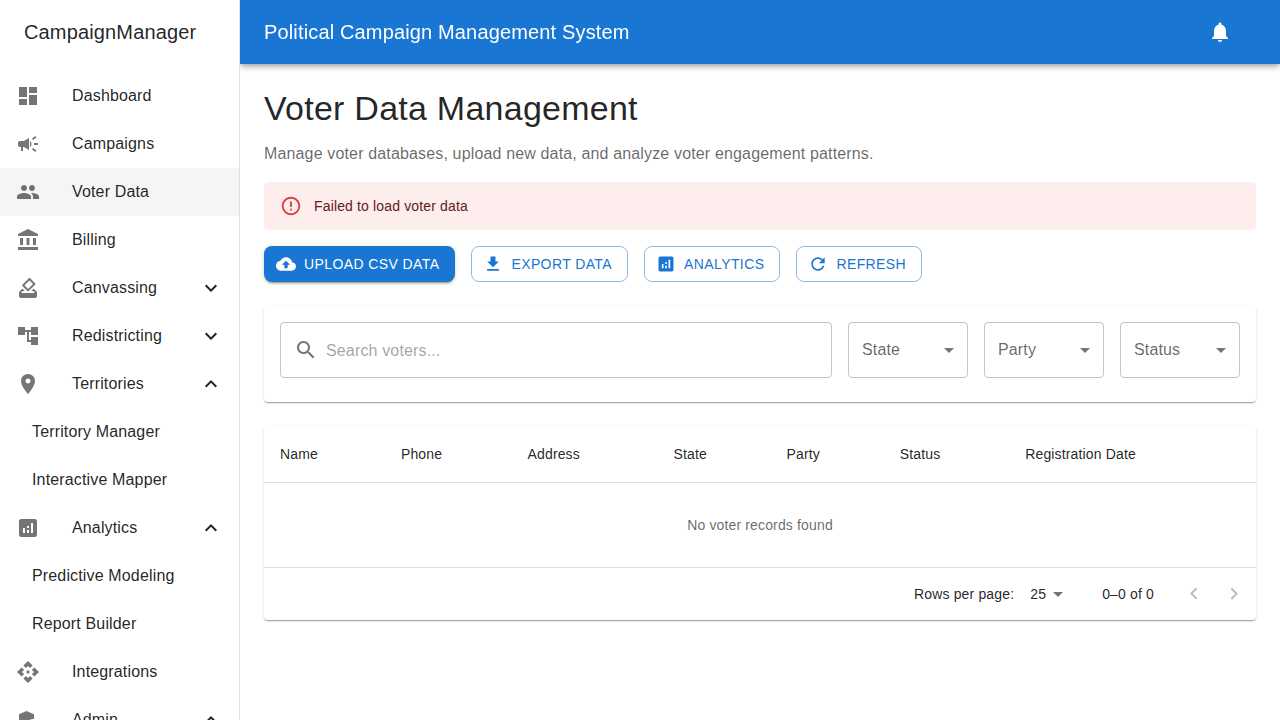 CampaignManager
Political Campaign Management System
Dashboard
Campaigns
Voter Data
Billing
Canvassing
Redistricting
Territories
Territory Manager
Interactive Mapper
Analytics
Predictive Modeling
Report Builder
Integrations
Admin
Voter Data Management
Manage voter databases, upload new data, and analyze voter engagement patterns.
Failed to load voter data
UPLOAD CSV DATA EXPORT DATA ANALYTICS REFRESH
Search voters... State Party Status
Name Phone Address State Party Status Registration Date
No voter records found
Rows per page: 25 0–0 of 0